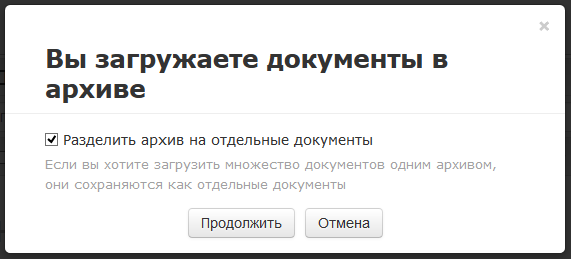 Вы загружаете документы в
архиве
Разделить архив на отдельные документы
Если вы хотите загрузить множество документов одним архивом,
они сохраняются как отдельные документы
Продолжить Отмена